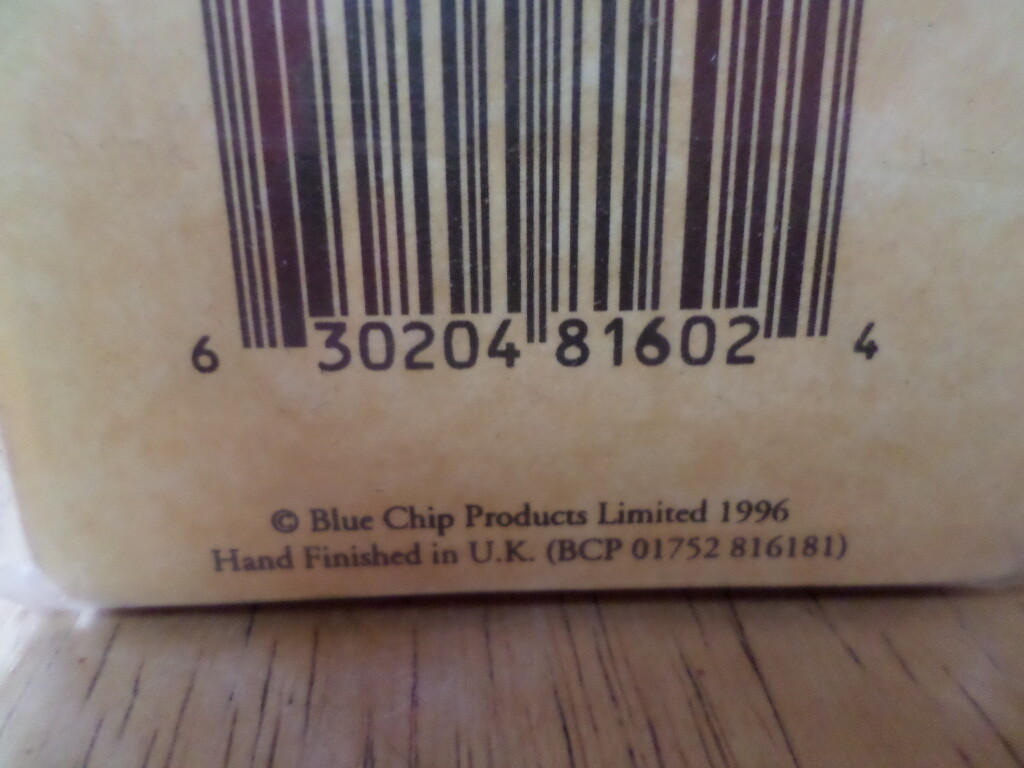 6 30204 81602 4
© Blue Chip Products Limited 1996
Hand Finished in U.K. (BCP 01752 816181)